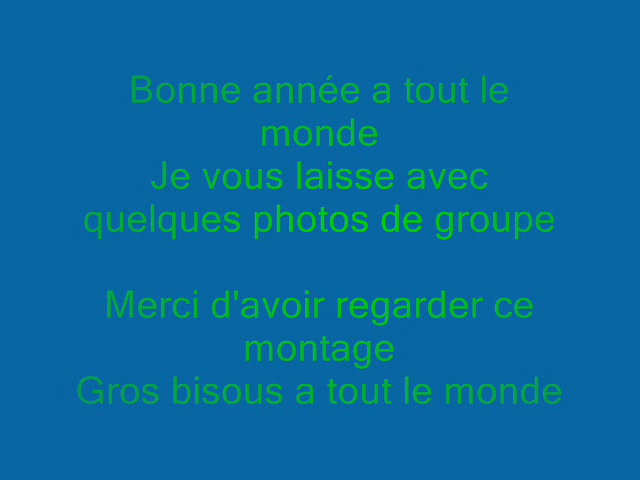 Bonne année a tout le
monde
Je vous laisse avec
quelques photos de groupe
Merci d'avoir regarder ce
montage
Gros bisous a tout le monde